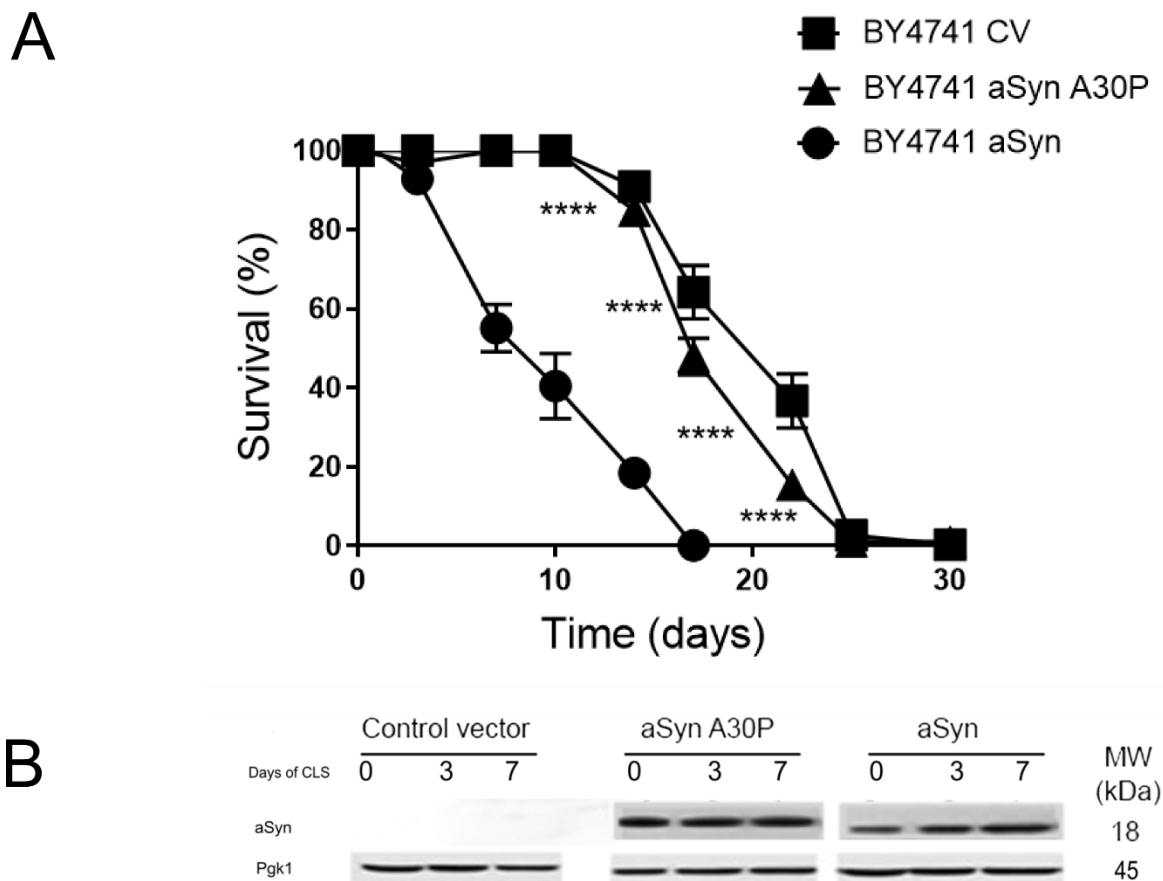 A
BY4741 CV
BY4741 aSyn A30P
BY4741 aSyn
Survival (%)
100
80
60
40
20
0
****
****
****
****
0 10 20 30
Time (days)
B
Control vector aSyn A30P aSyn MW
(kDa)
Days of CLS 0 3 7 0 3 7 0 3 7
aSyn 18
Pgk1 45